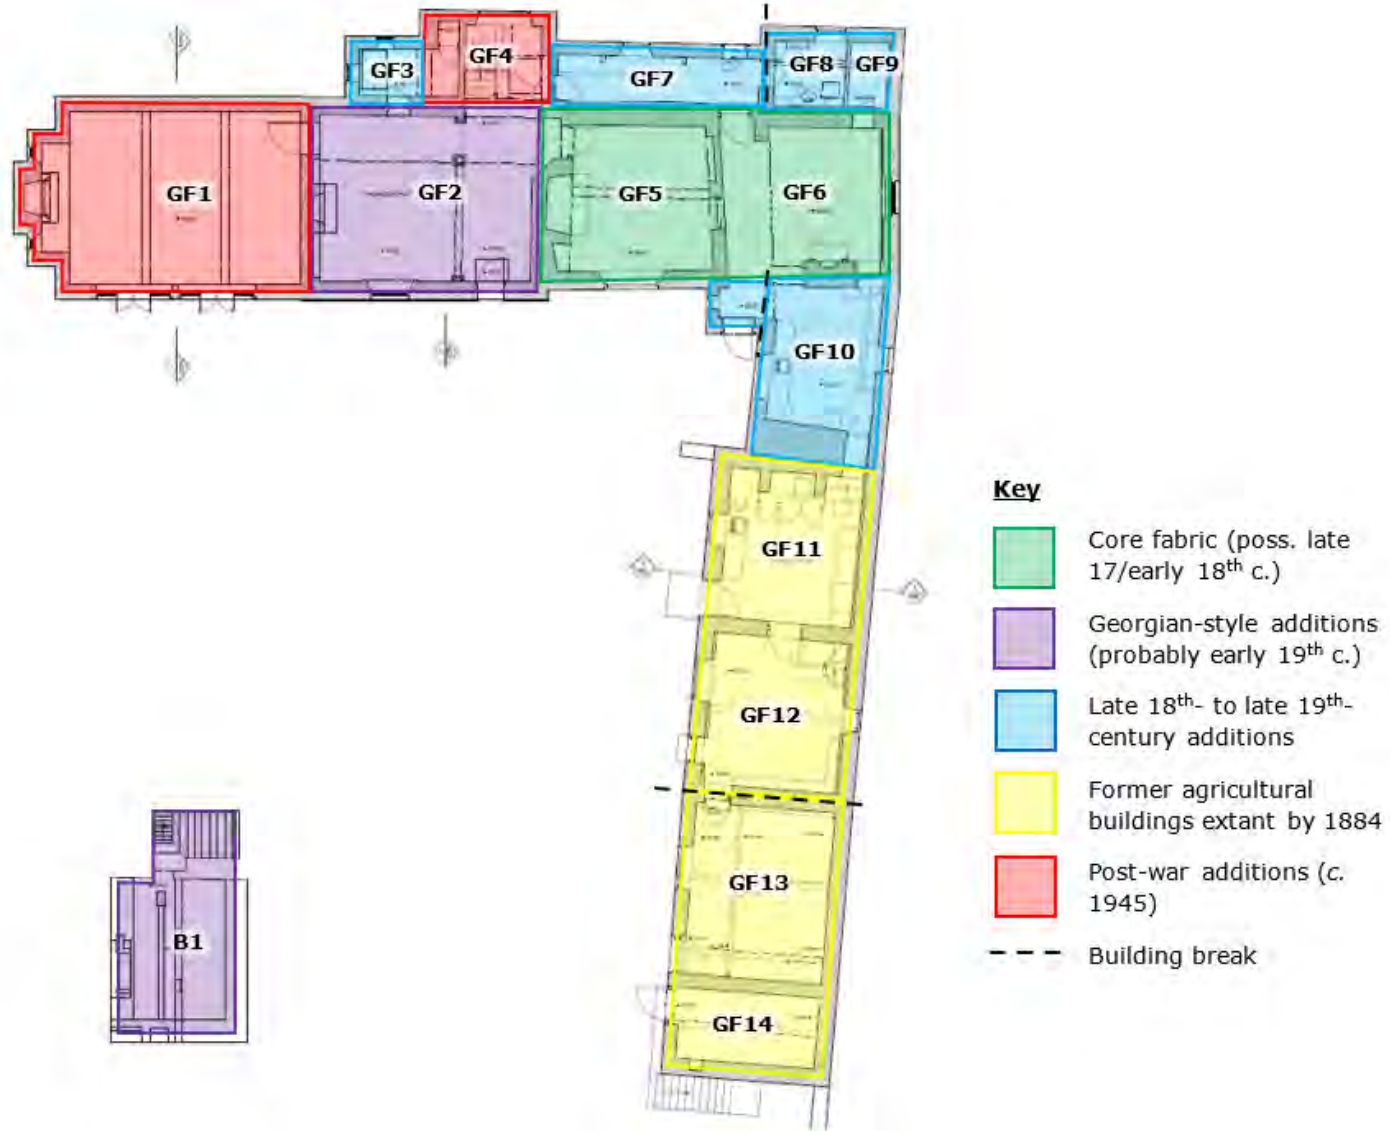 GF4
GF3
GF7
GF8
GF9
GF1
GF2
GF5
GF6
GF10
GF11
GF12
GF13
GF14
B1
Key
Core fabric (poss. late
17/early 18th c.)
Georgian-style additions
(probably early 19th c.)
Late 18th- to late 19th-
century additions
Former agricultural
buildings extant by 1884
Post-war additions (c.
1945)
Building break